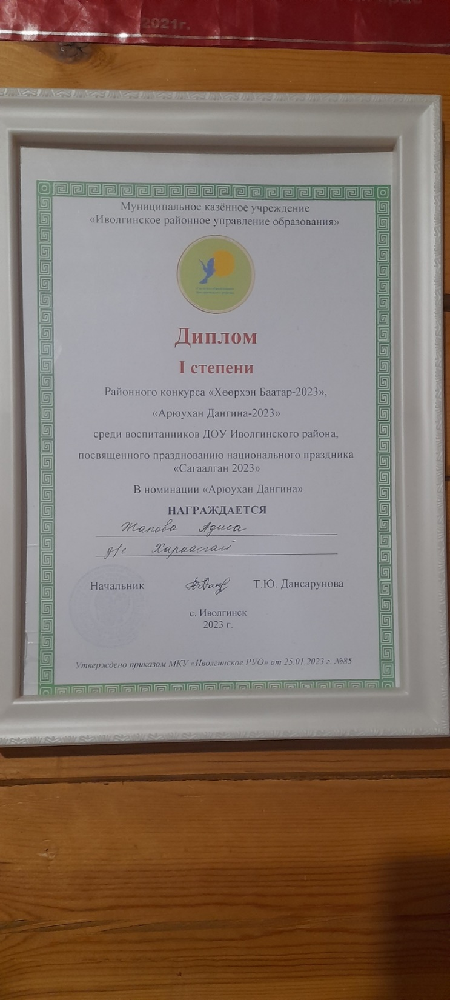 2021г.
Муниципальное казённое учреждение
«Иволгинское районное управление образования»
Диплом
I степени
Районного конкурса «Хөөрхэн Баатар-2023»,
«Арюухан Дангина-2023»
среди воспитанников ДОУ Иволгинского района,
посвященного празднованию национального праздника
«Сагаалган 2023»
В номинации «Арюухан Дангина»
НАГРАЖДАЕТСЯ
Жапова Адиса
д/с Хараасгай
Начальник Т.Ю. Дансарунова
с. Иволгинск
2023 г.
Утверждено приказом МКУ «Иволгинское РУО» от 25.01.2023 г. №85